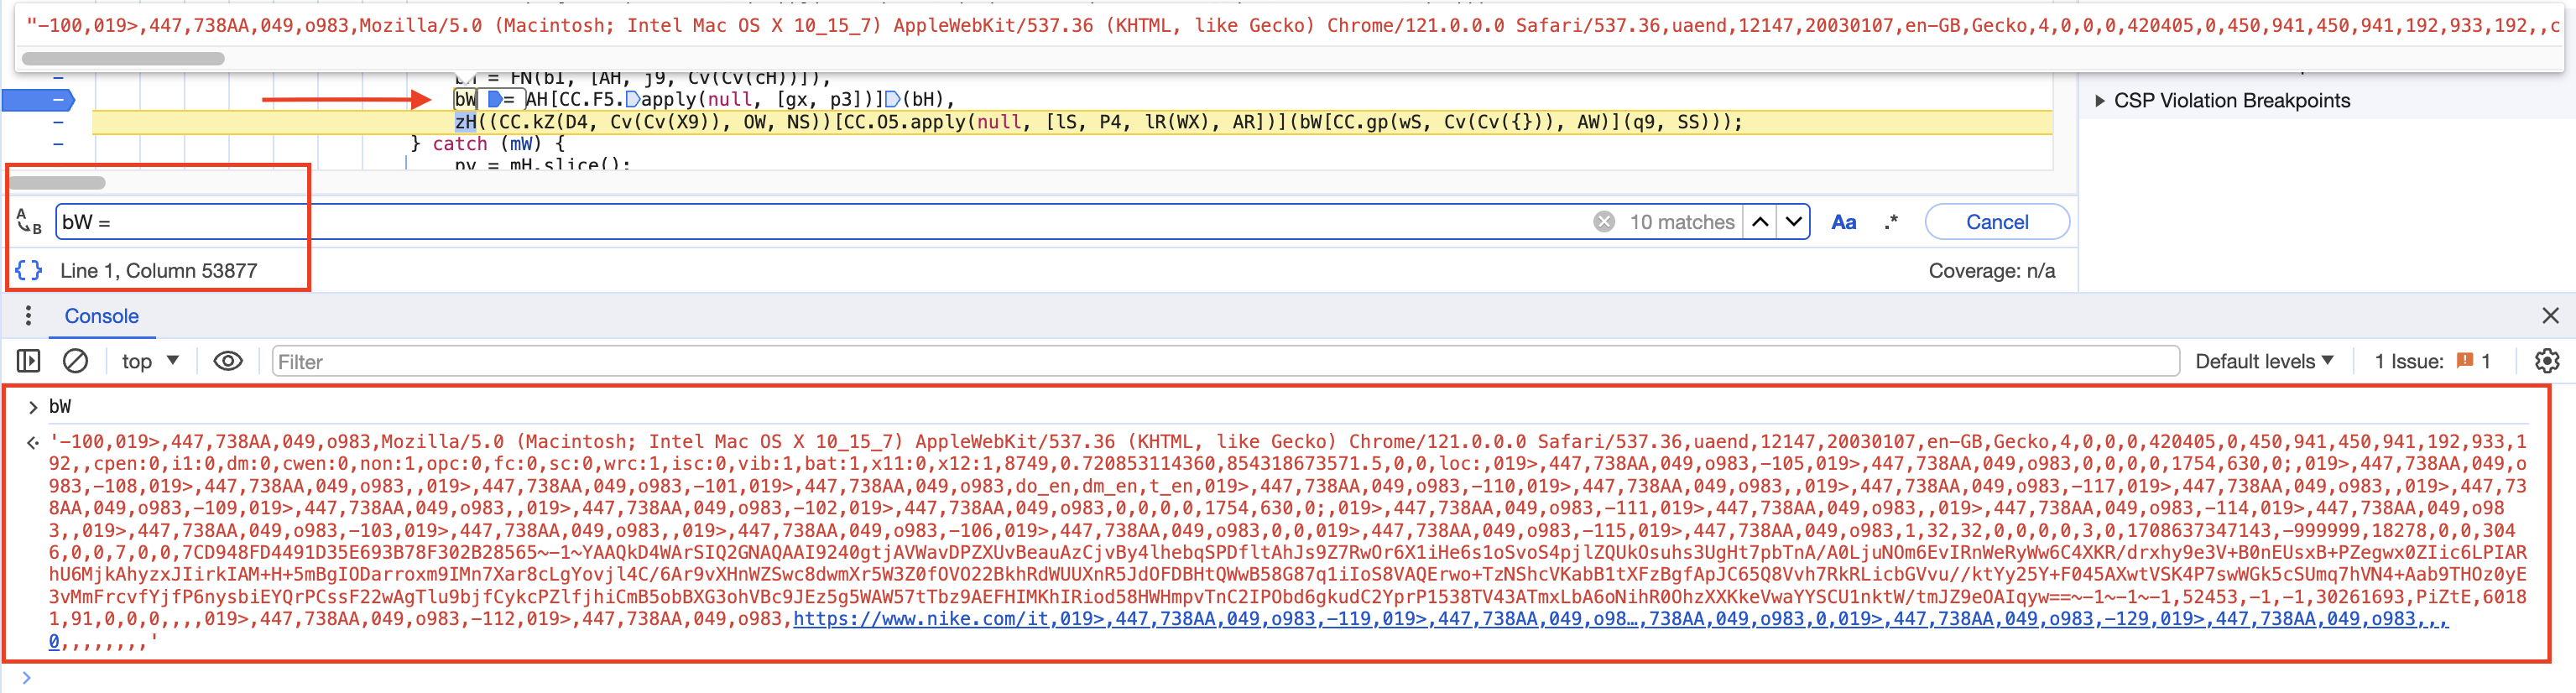 "-100,019>,447,738AA,049,o983,Mozilla/5.0 (Macintosh; Intel Mac OS X 10_15_7) AppleWebKit/537.36 (KHTML, like Gecko) Chrome/121.0.0.0 Safari/537.36,uaend,12147,20030107,en-GB,Gecko,4,0,0,0,420405,0,450,941,450,941,192,933,192,,c
= FN(bI, [AH, j9, Cv(Cv(cH))]),
bW = AH[CC.F5.apply(null, [gx, p3])](bH),
zH((CC.kZ(D4, Cv(Cv(X9)), OW, NS))[CC.O5.apply(null, [lS, P4, lR(WX), AR])](bW[CC.gp(wS, Cv(Cv({})), AW)](q9, SS)));
} catch (mW) {
pv = mH.slice();
CSP Violation Breakpoints
A
B
bW =
10 matches
Aa
.*
Cancel
{} Line 1, Column 53877
Coverage: n/a
Console
top
Filter
Default levels
1 Issue: 1
> bW
'-100,019>,447,738AA,049,o983,Mozilla/5.0 (Macintosh; Intel Mac OS X 10_15_7) AppleWebKit/537.36 (KHTML, like Gecko) Chrome/121.0.0.0 Safari/537.36,uaend,12147,20030107,en-GB,Gecko,4,0,0,0,420405,0,450,941,450,941,192,933,1
92,,cpen:0,i1:0,dm:0,cwen:0,non:1,opc:0,fc:0,sc:0,wrc:1,isc:0,vib:1,bat:1,x11:0,x12:1,8749,0.720853114360,854318673571.5,0,0,loc:,019>,447,738AA,049,o983,-105,019>,447,738AA,049,o983,0,0,0,0,1754,630,0;,019>,447,738AA,049,o
983,-108,019>,447,738AA,049,o983,,019>,447,738AA,049,o983,-101,019>,447,738AA,049,o983,do_en,dm_en,t_en,019>,447,738AA,049,o983,-110,019>,447,738AA,049,o983,,019>,447,738AA,049,o983,-117,019>,447,738AA,049,o983,,019>,447,7​38AA,049,o983,-109,019>,447,738AA,049,o983,,019>,447,738AA,049,o983,-102,019>,447,738AA,049,o983,0,0,0,0,1754,630,0;,019>,447,738AA,049,o983,-111,019>,447,738AA,049,o983,,019>,447,738AA,049,o983,-114,019>,447,738AA,049,o98
3,,019>,447,738AA,049,o983,-103,019>,447,738AA,049,o983,,019>,447,738AA,049,o983,-106,019>,447,738AA,049,o983,0,0,019>,447,738AA,049,o983,-115,019>,447,738AA,049,o983,1,32,32,0,0,0,0,3,0,1708637347143,-999999,18278,0,0,304
6,0,0,7,0,0,7CD948FD4491D35E693B78F302B28565~-1~YAAQkD4WArSIQ2GNAQAAI9240gtjAVWavDPZXUvBeauAzCjvBy4lhebqSPDfltAhJs9Z7RwOr6X1iHe6s1oSvoS4pjlZQUkOsuhs3UgHt7pbTnA/A0LjuNOm6EvIRnWeRyWw6C4XKR/drxhy9e3V+B0nEUsxB+PZegwx0ZIic6LPIAR
hU6MjkAhyzxJIirkIAM+H+5mBgIODarroxm9IMn7Xar8cLgYovjl4C/6Ar9vXHnWZSwc8dwmXr5W3Z0fOVO22BkhRdWUUXnR5JdOFDBHtQWwB58G87q1iIoS8VAQErwo+TzNShcVKabB1tXFzBgfApJC65Q8Vvh7RkRLicbGVvu//ktYy25Y+F045AXwtVSK4P7swWGk5cSUmq7hVN4+Aab9THOz0yE
3vMmFrcvfYjfP6nysbiEYQrPCssF22wAgTlu9bjfCykcPZlfjhiCmB5obBXG3ohVBc9JEz5g5WAW57tTbz9AEFHIMKhIRiod58HWHmpvTnC2IPObd6gkudC2YprP1538TV43ATmxLbA6oNihR0OhzXXKkeVwaYYSCU1nktW/tmJZ9eOAIqyw==~-1~-1~-1,52453,-1,-1,30261693,PiZtE,6018
1,91,0,0,0,,,,019>,447,738AA,049,o983,-112,019>,447,738AA,049,o983,https://www.nike.com/it,019>,447,738AA,049,o983,-119,019>,447,738AA,049,o98…,738AA,049,o983,0,019>,447,738AA,049,o983,-129,019>,447,738AA,049,o983,,,
0,,,,,,,,'
>